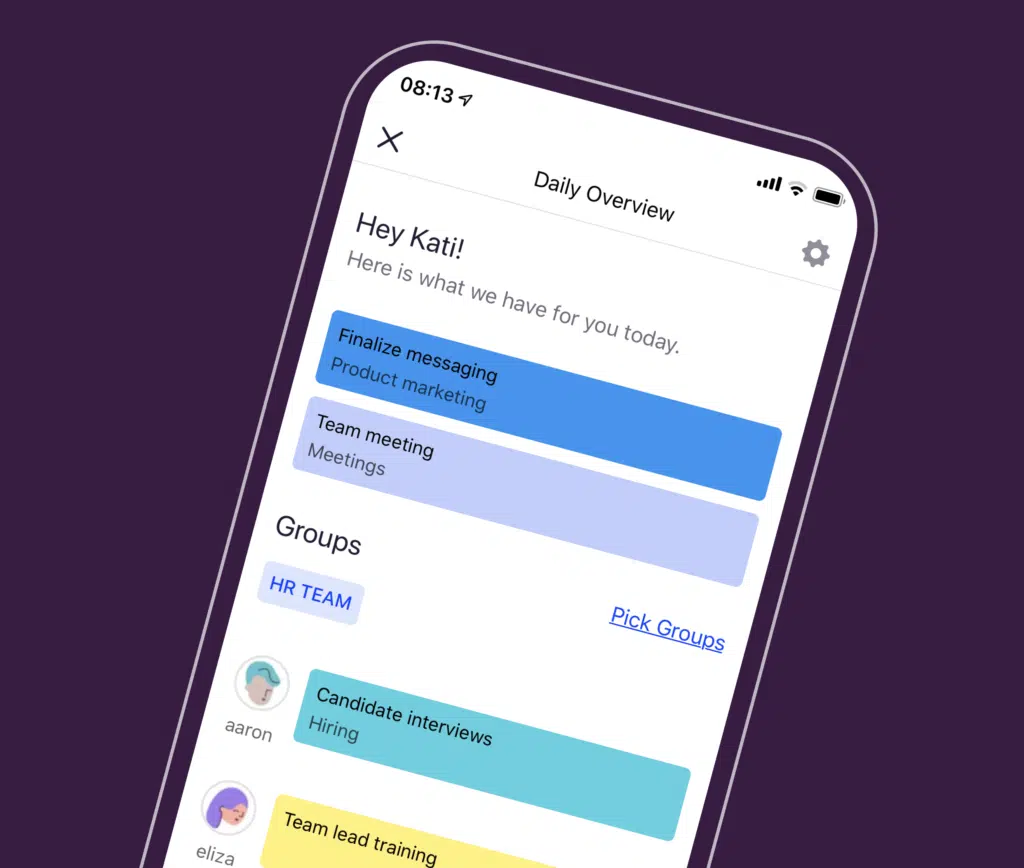 08:13
Daily Overview
Hey Kati!
Here is what we have for you today.
Finalize messaging
Product marketing
Team meeting
Meetings
Groups
HR TEAM
Pick Groups
Candidate interviews
Hiring
aaron
Team lead training
eliza